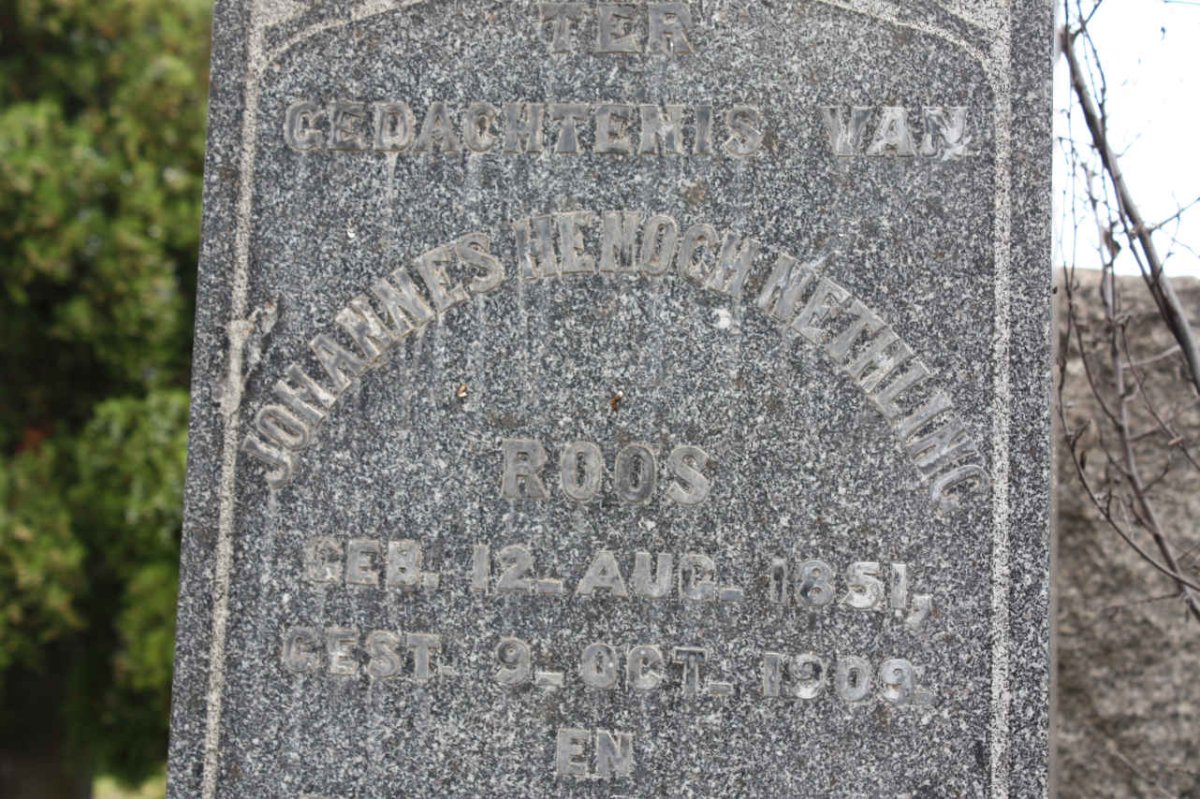 TER
GEDACHTENIS VAN
JOHANNES HENOCH NETHLING
ROOS
GEB. 12. AUG. 1851,
GEST. 9. OCT. 1909.
EN